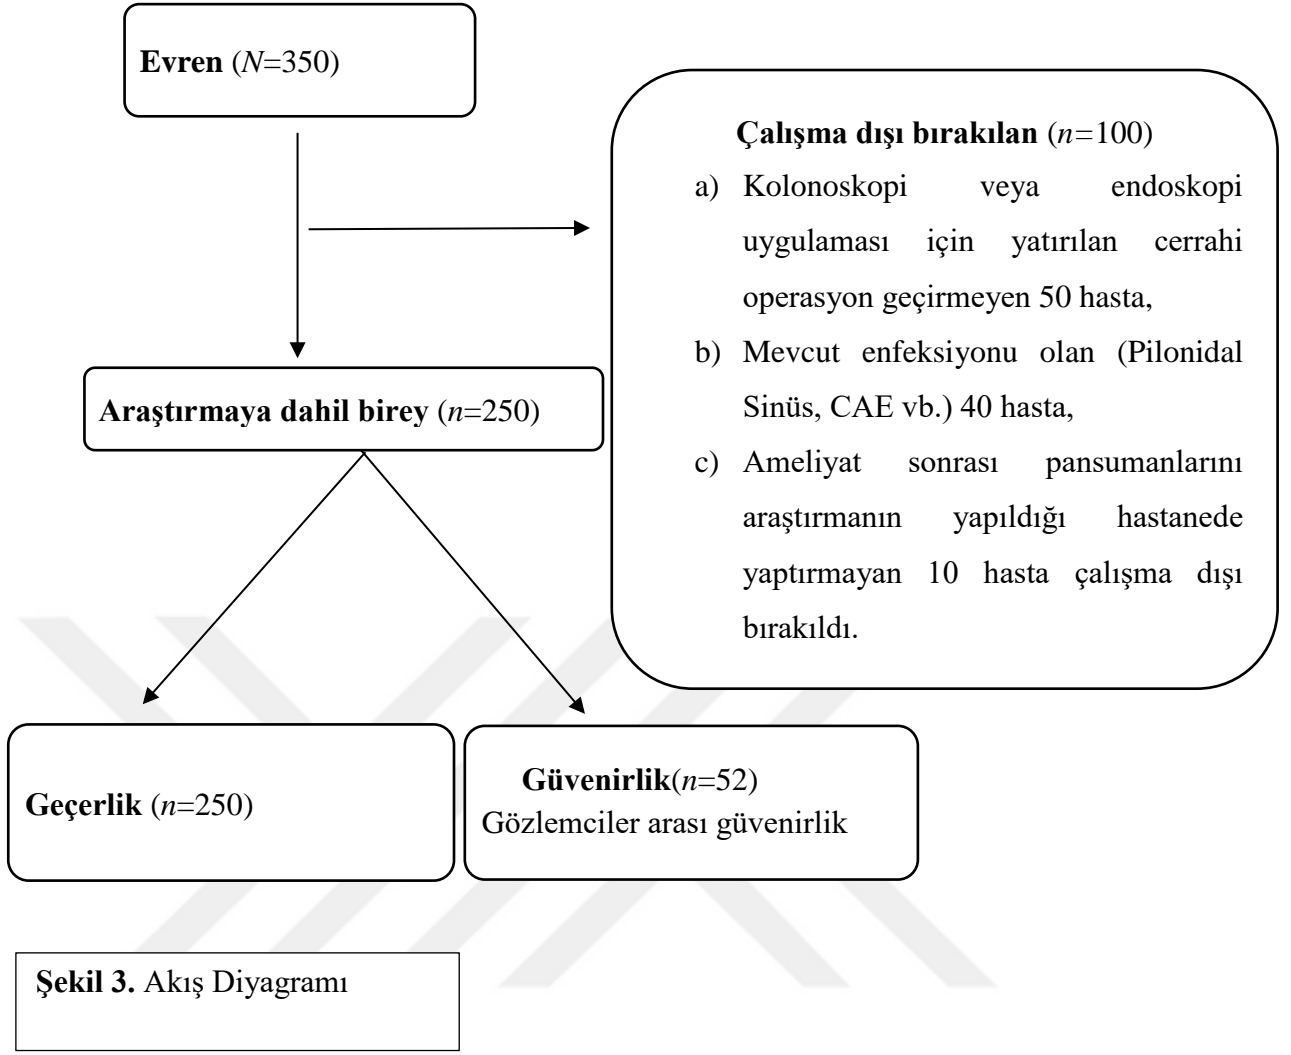 Evren (N=350)
Çalışma dışı bırakılan (n=100)
a) Kolonoskopi veya endoskopi
uygulaması için yatırılan cerrahi
operasyon geçirmeyen 50 hasta,
b) Mevcut enfeksiyonu olan (Pilonidal
Sinüs, CAE vb.) 40 hasta,
c) Ameliyat sonrası pansumanlarını
araştırmanın yapıldığı hastanede
yaptırmayan 10 hasta çalışma dışı
bırakıldı.
Araştırmaya dahil birey (n=250)
Geçerlik (n=250)
Güvenirlik(n=52)
Gözlemciler arası güvenirlik
Şekil 3. Akış Diyagramı